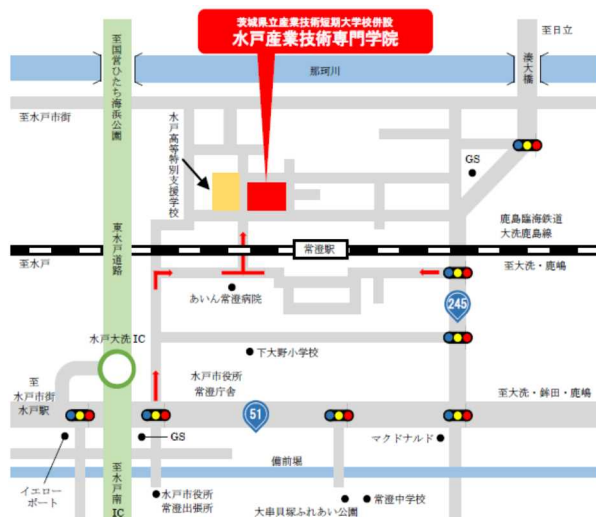 茨城県立産業技術短期大学校併設
水戸産業技術専門学院
至日立
至国営ひたち海浜公園
那珂川
湊大橋
至水戸市街
水戸高等特別支援学校
GS
鹿島臨海鉄道
大洗鹿島線
東水戸道路
常澄駅
至水戸
至大洗・鹿嶋
あいん常澄病院
245
水戸大洗IC
下大野小学校
至
水戸市街
水戸駅
水戸市役所
常澄庁舎
至大洗・鉾田・鹿嶋
51
GS
マクドナルド
備前堀
イエロー
ポート
至水戸南IC
水戸市役所
常澄出張所
常澄中学校
大串貝塚ふれあい公園